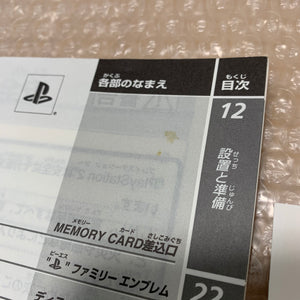 かくぶ
各部のなまえ
もくじ
目次
12
せっち じゅんび
設置と準備
メモリー さしこみぐち
MEMORY CARD差込口
ピーエス
"PS" ファミリー エンブレム
22